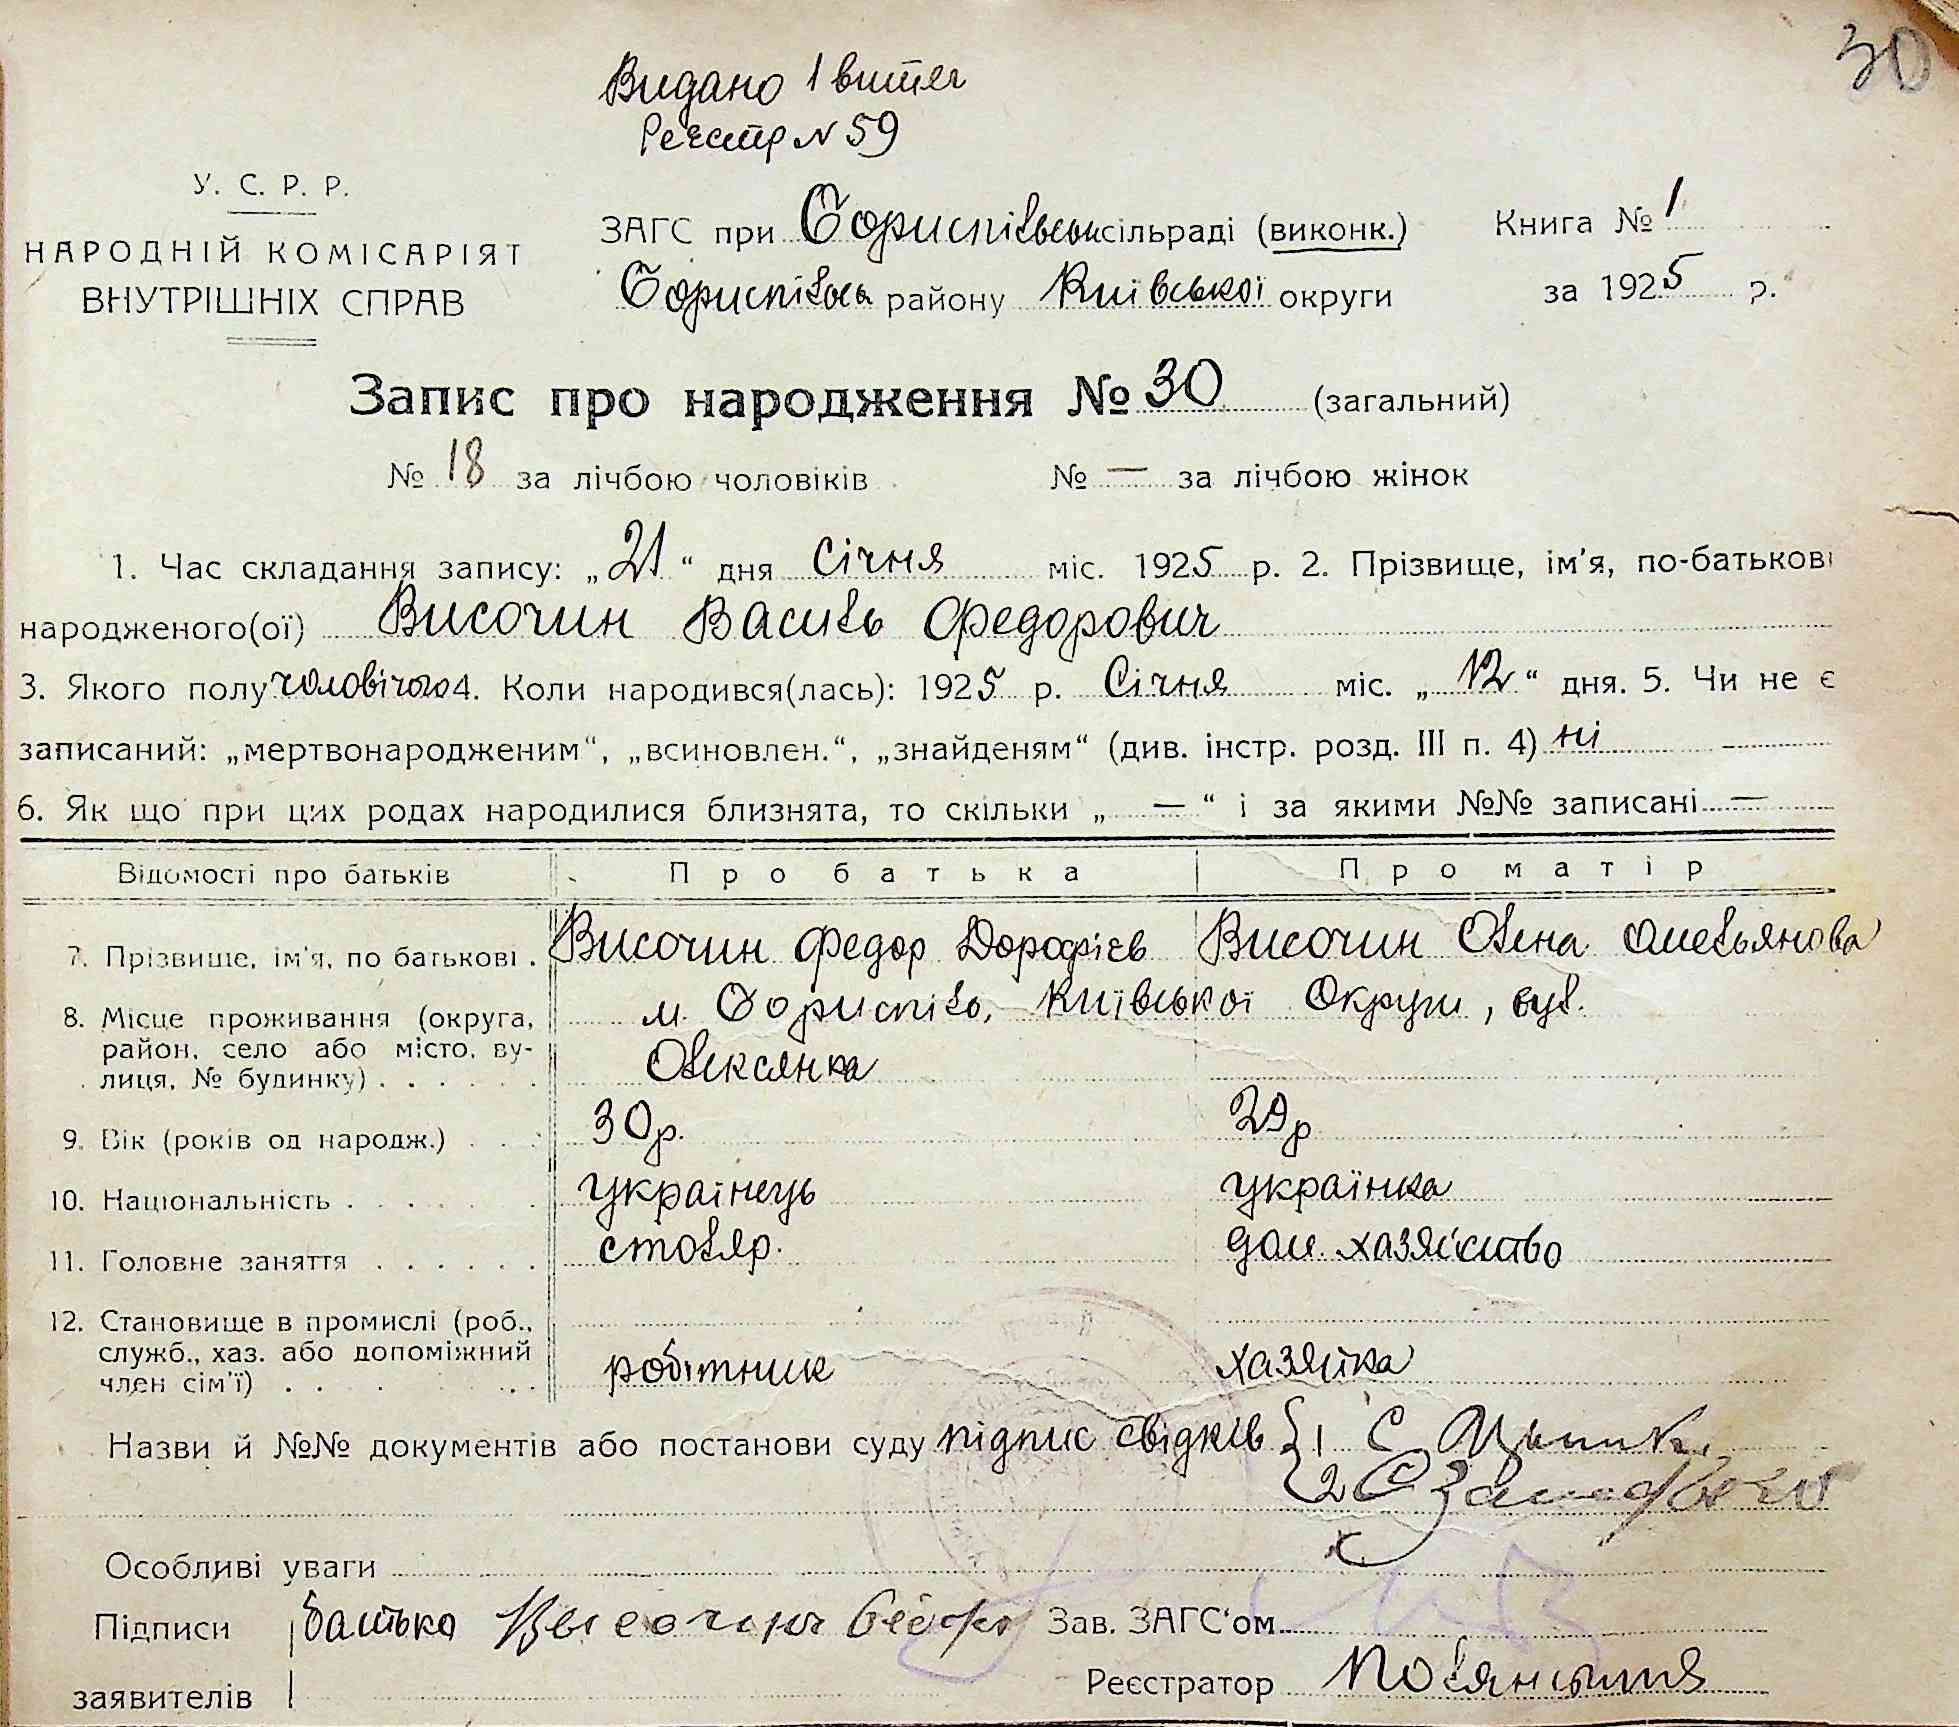 30
Видано 1 витяг
Реєстр N 59
У. С. Р. Р.
НАРОДНІЙ КОМІСАРІЯТ
ВНУТРІШНІХ СПРАВ
ЗАГС при Бориспільськ сільраді (виконк.)
Бориспільськ району Київської округи
Книга № 1
за 1925 р.
Запис про народження № 30 (загальний)
№ 18 за лічбою чоловіків № — за лічбою жінок
1. Час складання запису: „21“ дня Січня міс. 1925 р. 2. Прізвище, ім'я, по-батькові
народженого(ої) Височин Василь Федорович
3. Якого полу чоловічого 4. Коли народився(лась): 1925 р. Січня міс. „12“ дня. 5. Чи не є
записаний: „мертвонародженим“, „всиновлен.“, „знайденям“ (див. інстр. розд. III п. 4) ні
6. Як що при цих родах народилися близнята, то скільки „ — “ і за якими №№ записані —
Відомості про батьків Про батька Про матір
7. Прізвище, ім'я, по батькові . Височин Федор Дорофієв Височин Олена Омельянова
8. Місце проживання (округа, район, село або місто, вулиця, № будинку) . . . . . .
м. Бориспіль, Київської Округи, вул.
Олексянка
9. Вік (років од народж.) . . . 30 р. 29 р
10. Національність . . . . . . українець українка
11. Головне заняття . . . . . . столяр. дом. хазяйство
12. Становище в промислі (роб.,
служб., хаз. або допоміжний
член сім'ї) . . . . . робітник хазяйка
Назви й №№ документів або постанови суду підпис свідків { 1 С
2
Особливі уваги
Підписи батько Высочин Зав. ЗАГС'ом
заявителів Реєстратор